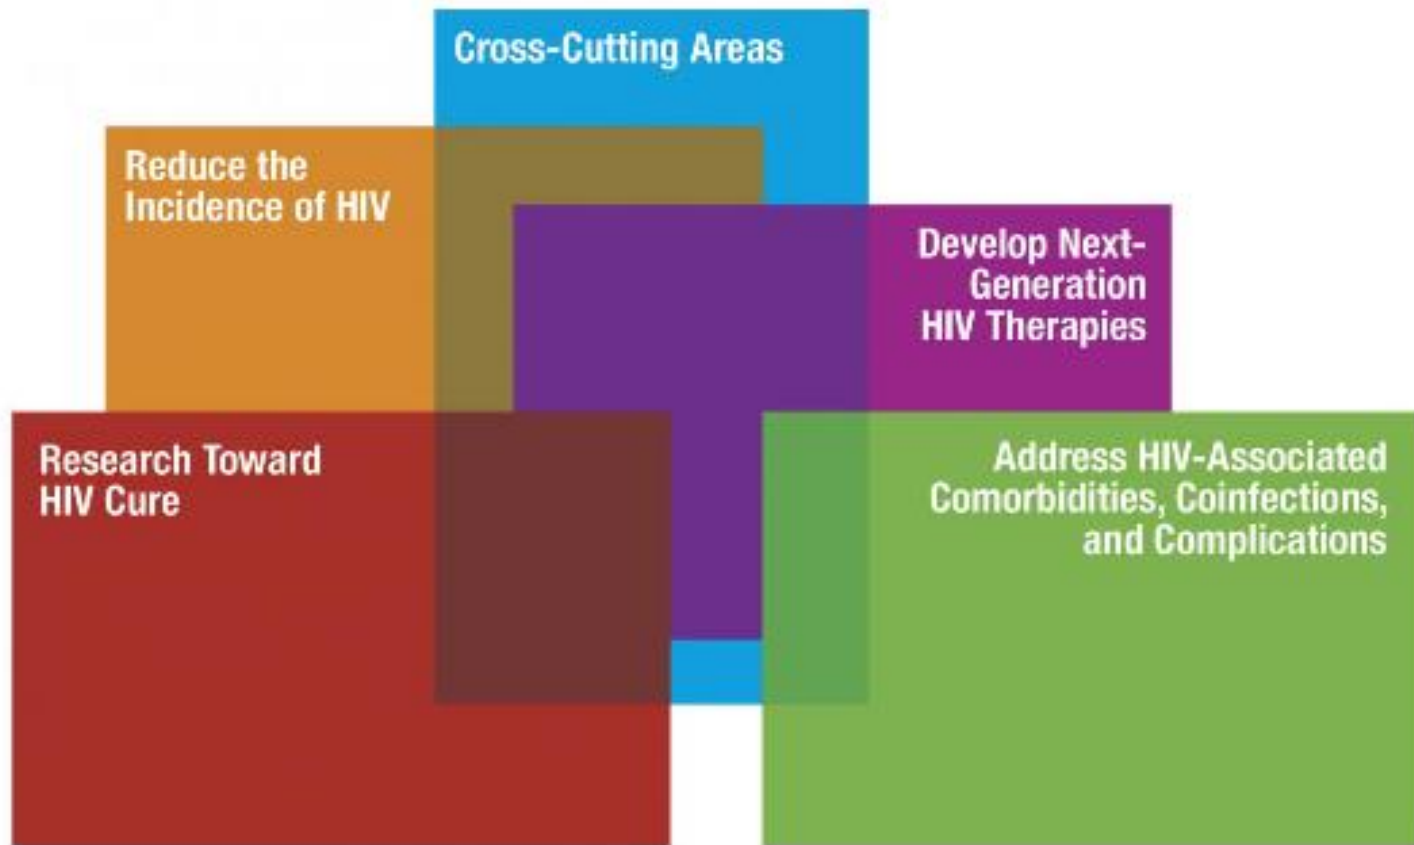 Cross-Cutting Areas
Reduce the
Incidence of HIV
Develop Next-
Generation
HIV Therapies
Research Toward
HIV Cure
Address HIV-Associated
Comorbidities, Coinfections,
and Complications